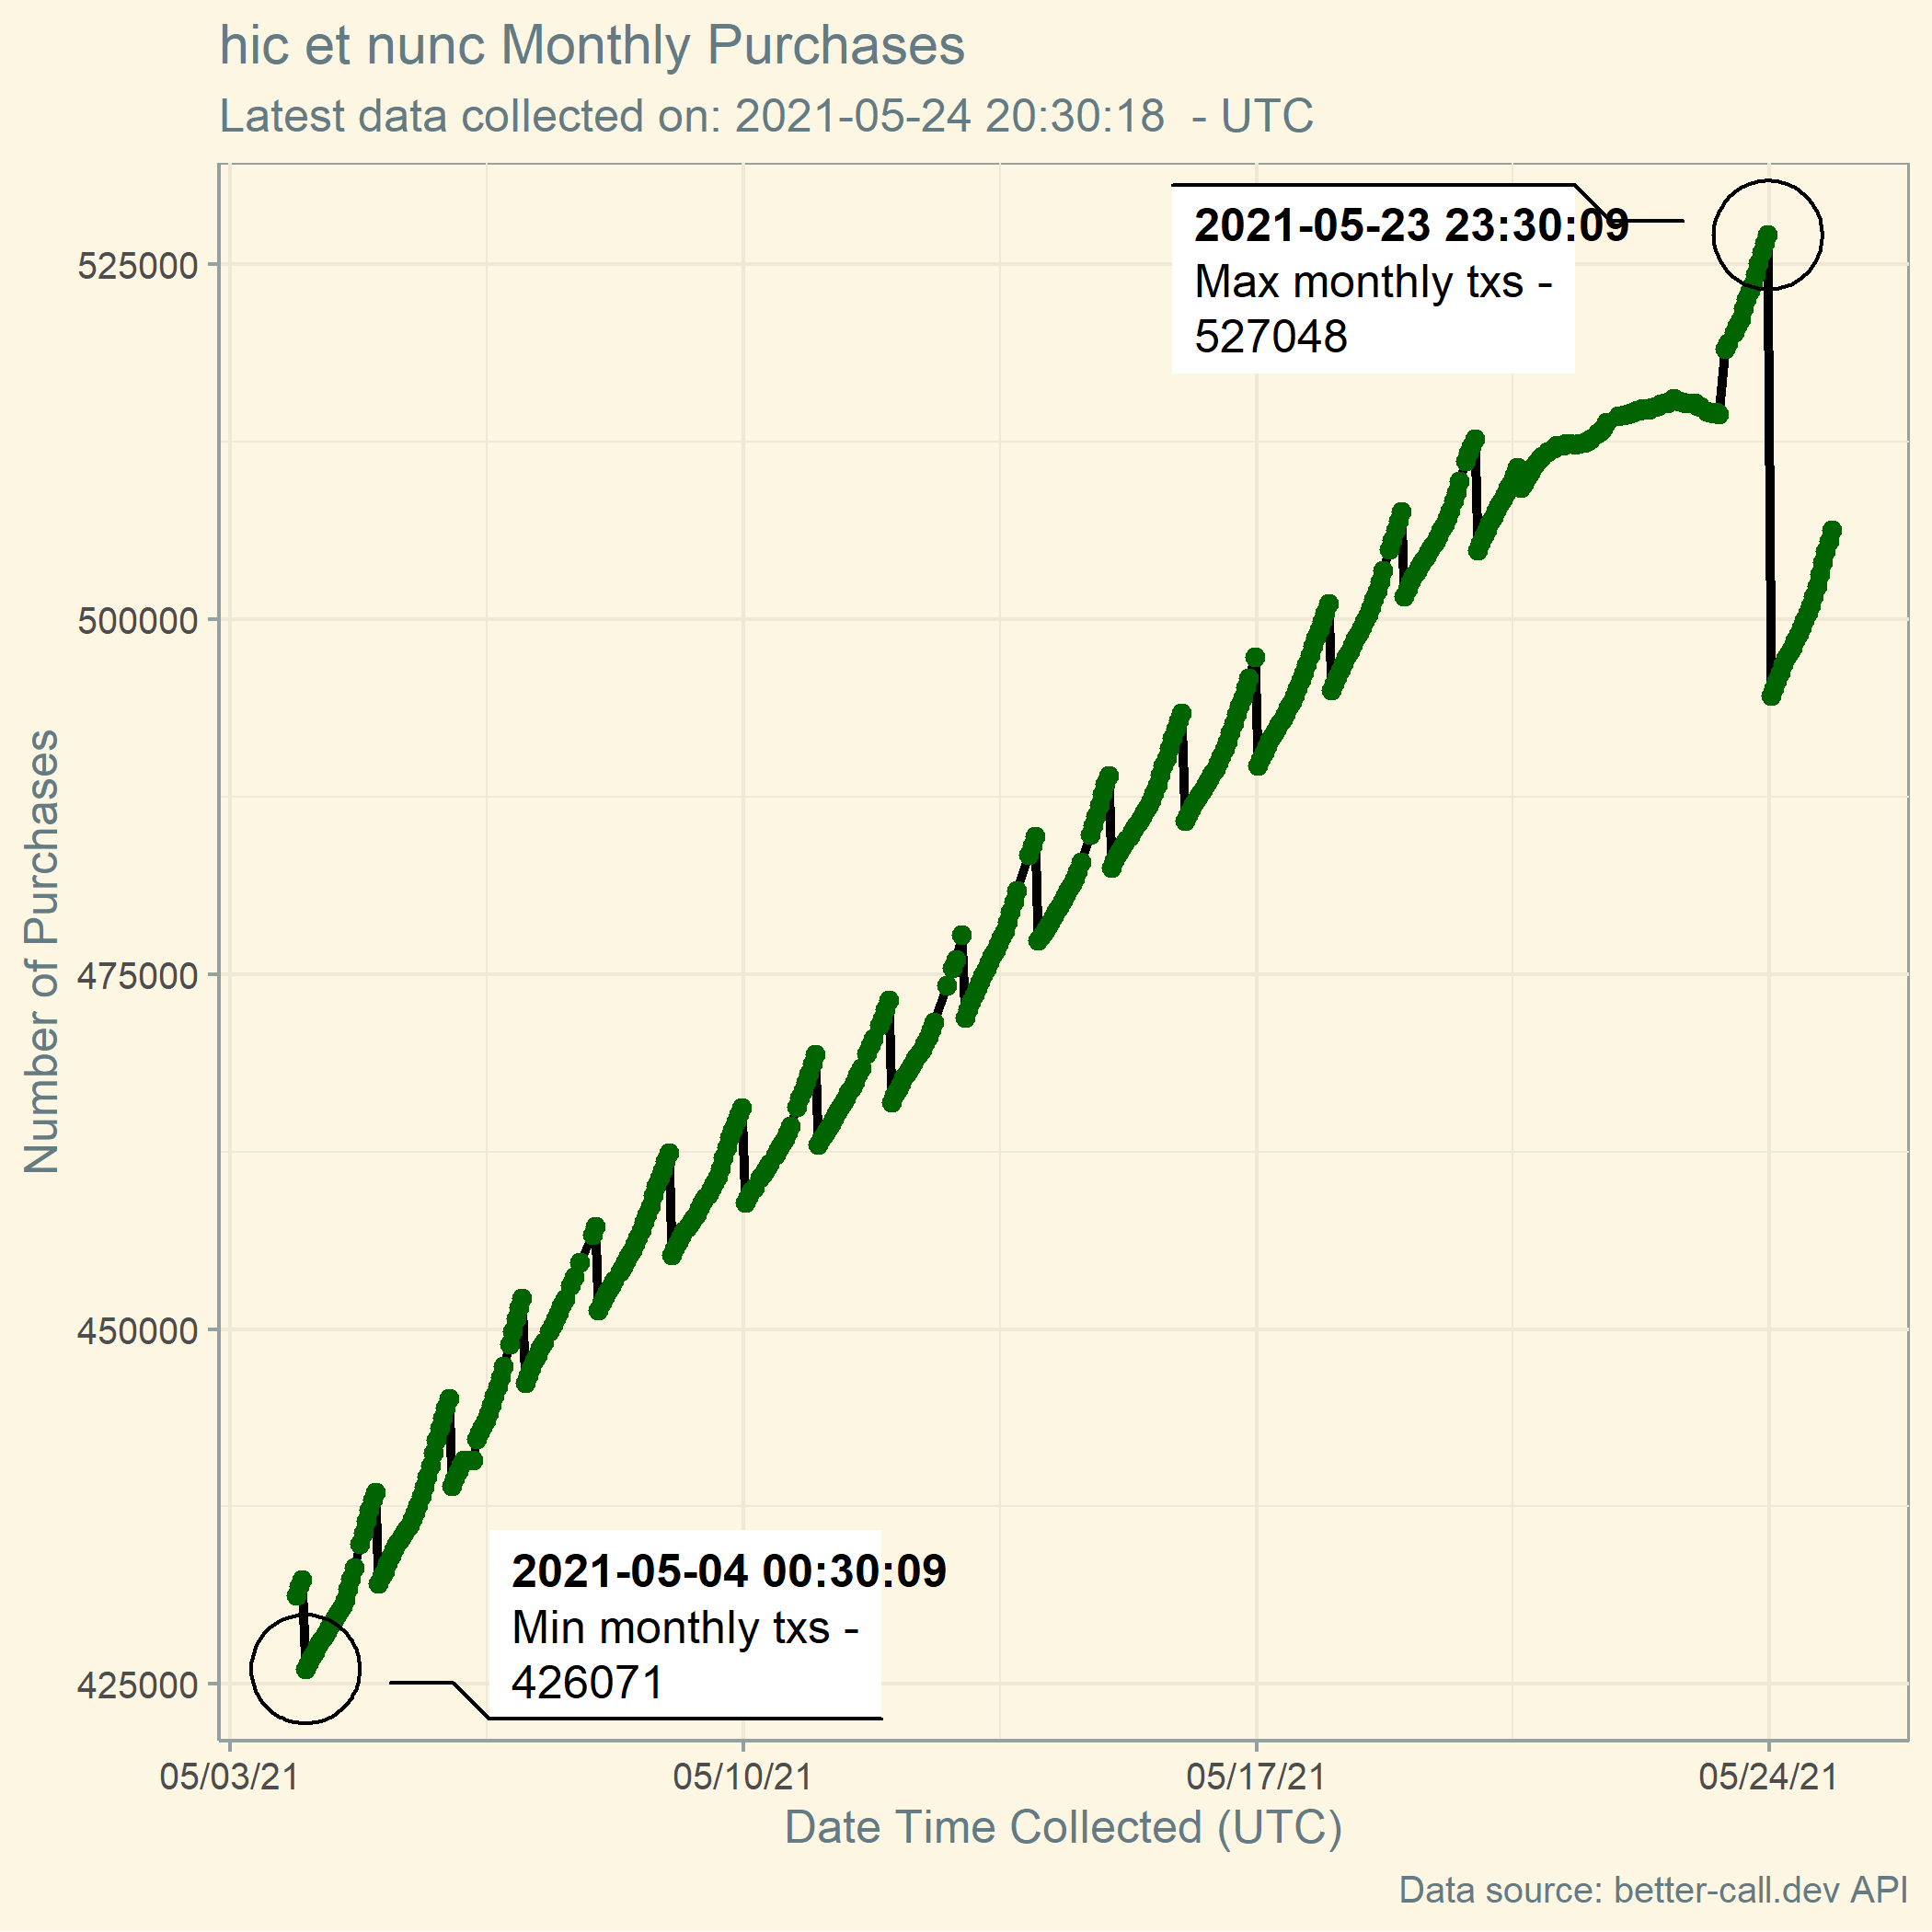 hic et nunc Monthly Purchases
Latest data collected on: 2021-05-24 20:30:18  - UTC
2021-05-23 23:30:09
Max monthly txs -
527048
525000
500000
475000
450000
425000
Number of Purchases
2021-05-04 00:30:09
Min monthly txs -
426071
05/03/21
05/10/21
05/17/21
05/24/21
Date Time Collected (UTC)
Data source: better-call.dev API